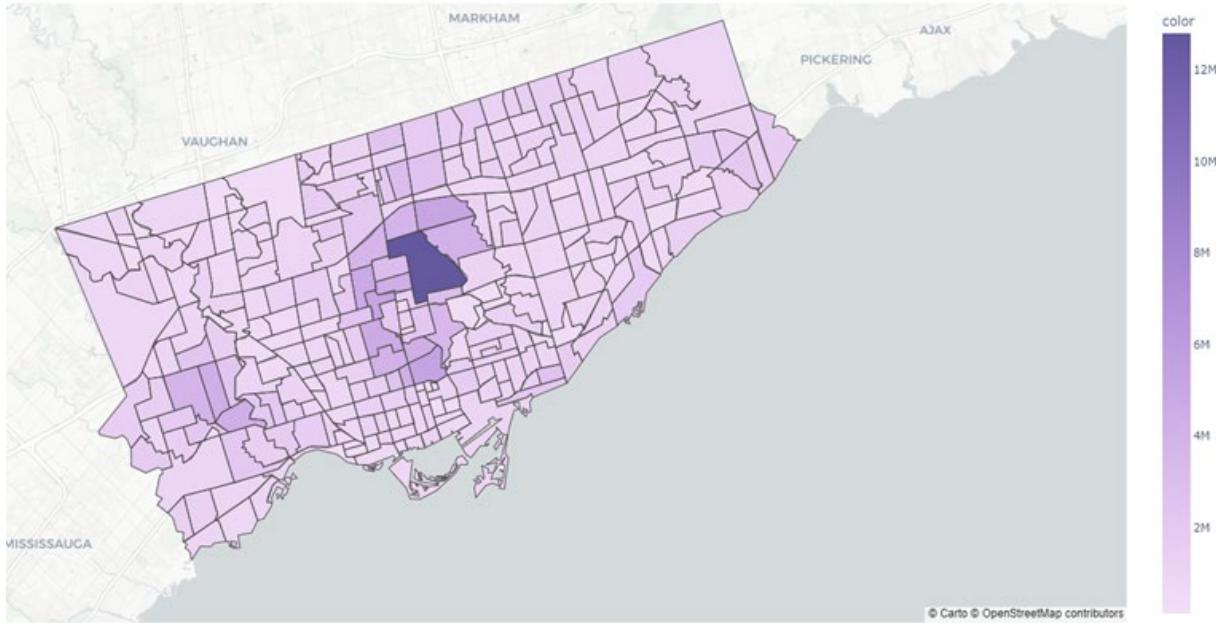 MARKHAM
AJAX
PICKERING
VAUGHAN
MISSISSAUGA
color
12M
10M
8M
6M
4M
2M
© Carto © OpenStreetMap contributors